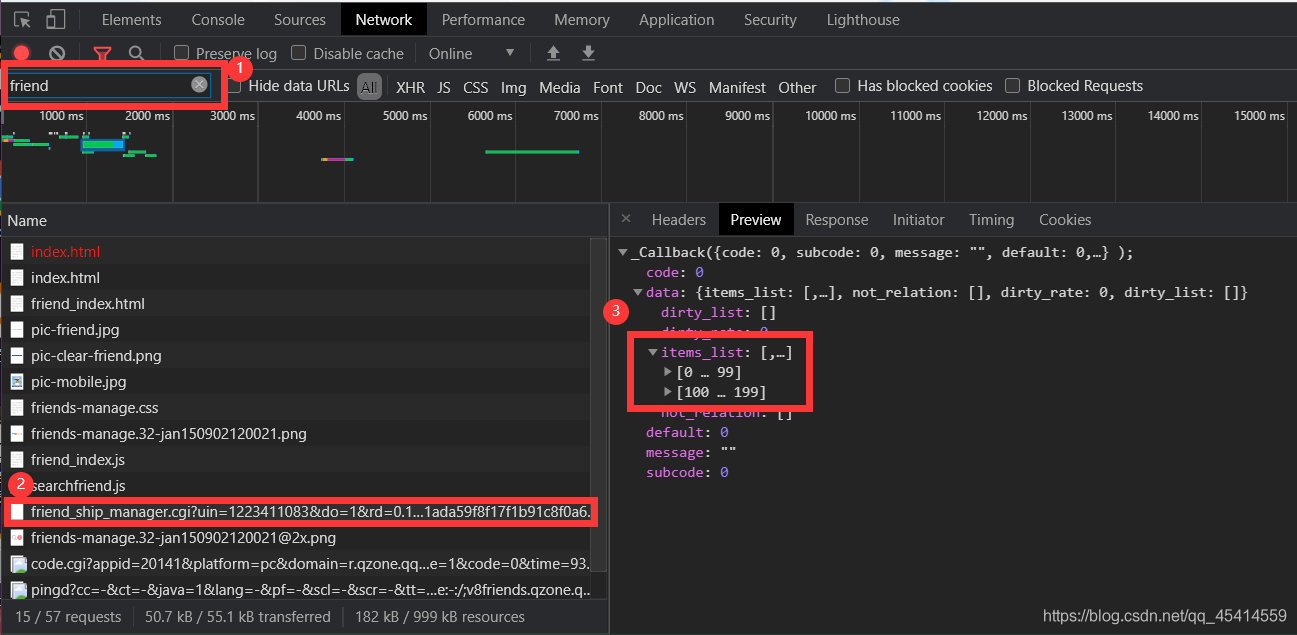 Elements Console Sources Network Performance Memory Application Security Lighthouse
Preserve log Disable cache Online
1
friend Hide data URLs All XHR JS CSS Img Media Font Doc WS Manifest Other Has blocked cookies Blocked Requests
1000 ms 2000 ms 3000 ms 4000 ms 5000 ms 6000 ms 7000 ms 8000 ms 9000 ms 10000 ms 11000 ms 12000 ms 13000 ms 14000 ms 15000 ms
Name
index.html
index.html
friend_index.html
pic-friend.jpg
pic-clear-friend.png
pic-mobile.jpg
friends-manage.css
friends-manage.32-jan150902120021.png
friend_index.js
2
searchfriend.js
friend_ship_manager.cgi?uin=1223411083&do=1&rd=0.1...1ada59f8f17f1b91c8f0a6.
friends-manage.32-jan150902120021@2x.png
code.cgi?appid=20141&platform=pc&domain=r.qzone.qq...e=1&code=0&time=93.
pingd?cc=-&ct=-&java=1&lang=-&pf=-&scl=-&scr=-&tt=...e:-:/;v8friends.qzone.q..
15 / 57 requests 50.7 kB / 55.1 kB transferred 182 kB / 999 kB resources
× Headers Preview Response Initiator Timing Cookies
_Callback({code: 0, subcode: 0, message: "", default: 0,…} );
code: 0
data: {items_list: [,…], not_relation: [], dirty_rate: 0, dirty_list: []}
3
dirty_list: []
dirty_rate: 0
items_list: [,…]
[0 … 99]
[100 … 199]
not_relation: []
default: 0
message: ""
subcode: 0
https://blog.csdn.net/qq_45414559